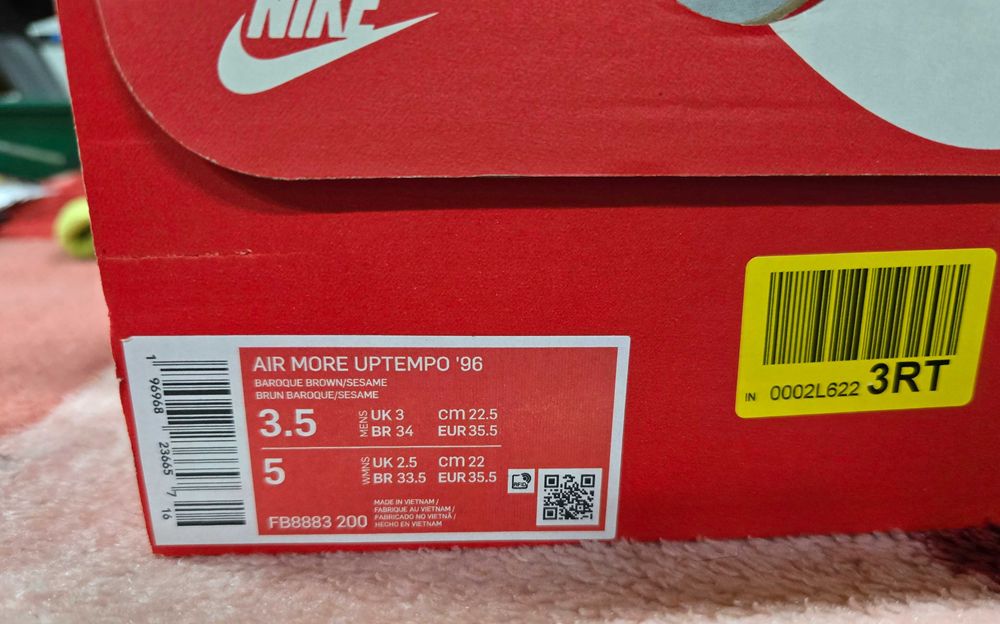 NIKE
IN 0002L622 3RT
1 96968 23665 7 16
AIR MORE UPTEMPO '96
BAROQUE BROWN/SESAME
BRUN BAROQUE/SESAME
3.5 MENS UK 3 cm 22.5
BR 34 EUR 35.5
5 WMNS UK 2.5 cm 22
BR 33.5 EUR 35.5
RFID
MADE IN VIETNAM /
FABRIQUE AU VIETNAM /
FABRICADO NO VIETNÃ /
HECHO EN VIETNAM
FB8883 200